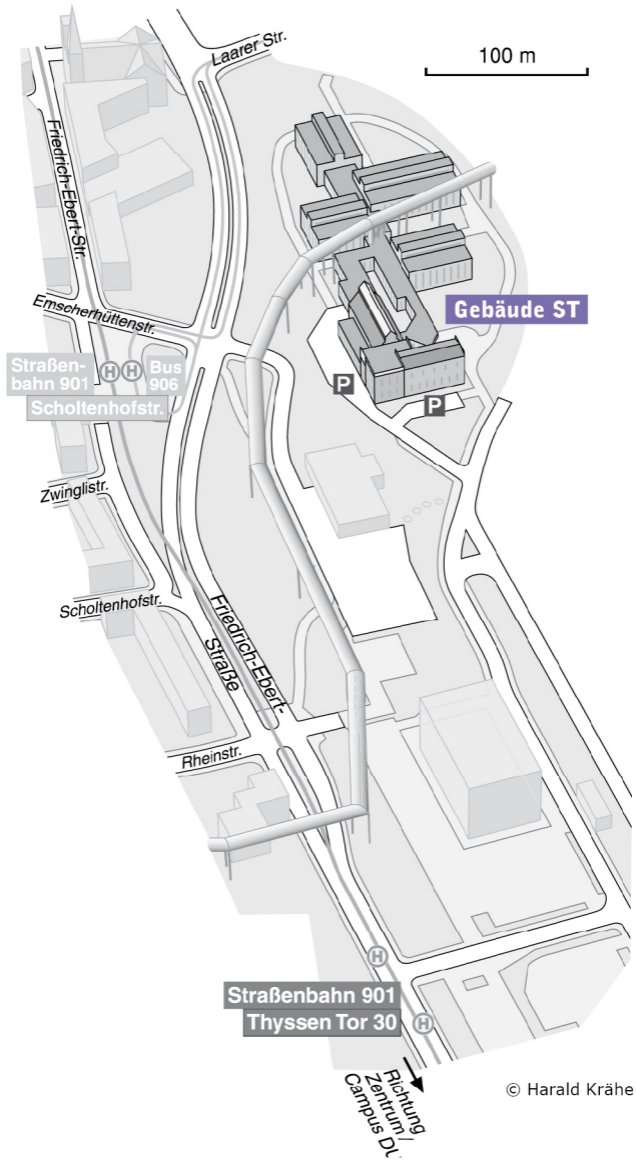 Laarer Str.
100 m
Friedrich-Ebert-Str.
Emscherhüttenstr.
Gebäude ST
Straßen-
bahn 901
H H
Bus
906
Scholtenhofstr.
P
P
Zwinglistr.
Scholtenhofstr.
Friedrich-Ebert-
Straße
Rheinstr.
H
Straßenbahn 901
Thyssen Tor 30
H
Richtung
Zentrum /
Campus DU
© Harald Krähe